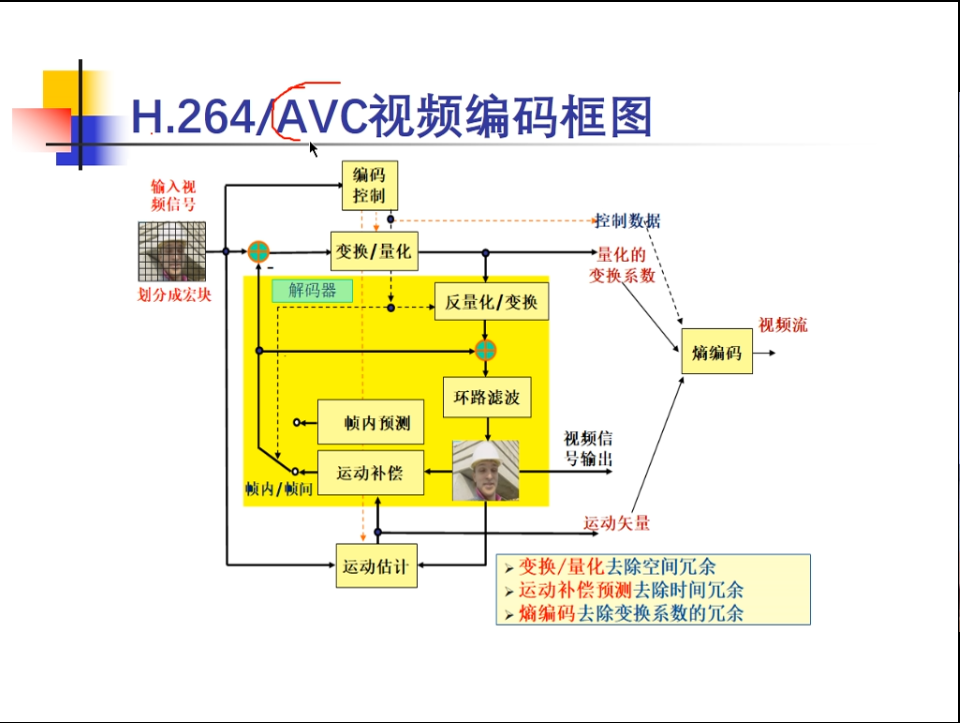 H.264/AVC视频编码框图
输入视
频信号
划分成宏块
编码
控制
变换/量化
解码器
反量化/变换
环路滤波
帧内预测
运动补偿
帧内/帧间
运动估计
控制数据
量化的
变换系数
熵编码
视频流
视频信
号输出
运动矢量
➢ 变换/量化去除空间冗余
➢ 运动补偿预测去除时间冗余
➢ 熵编码去除变换系数的冗余